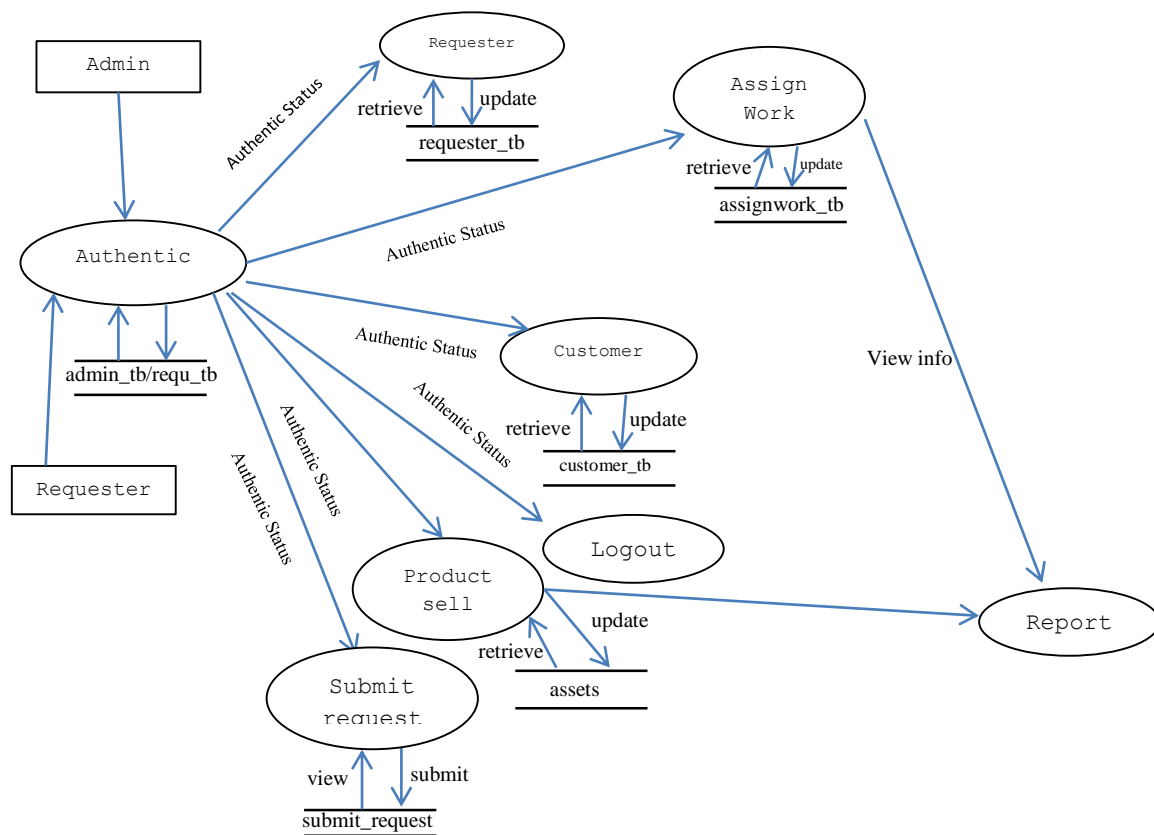 Requester
Admin
Assign
Work
update
retrieve
Authentic Status
requester_tb
retrieve
update
assignwork_tb
Authentic Status
Authentic
Authentic Status
Customer
View info
admin_tb/requ_tb
Authentic Status
retrieve
update
Authentic Status
Authentic Status
customer_tb
Requester
Logout
Product
sell
update
Report
retrieve
assets
Submit
request
view
submit
submit_request